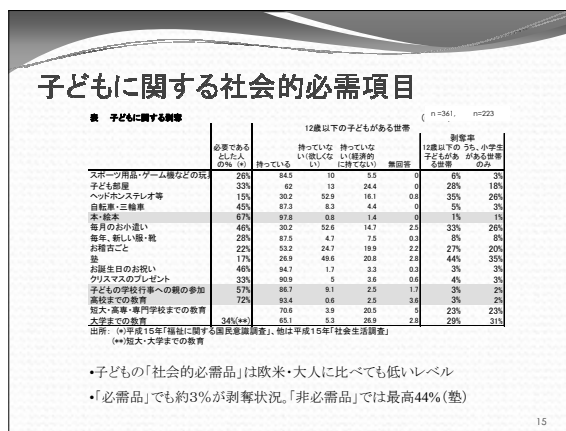 子どもに関する社会的必需項目
表　子どもに関する剥奪
( n=361, n=223
12歳以下の子どもがある世帯
剥奪率
必要であるとした人の% (*) 持っている 持っていない(欲しくない) 持っていない(経済的に持てない) 無回答 12歳以下の子どもがある世帯 うち、小学生がある世帯のみ
スポーツ用品・ゲーム機などの玩具 26% 84.5 10 5.5 0 6% 3%
子ども部屋 33% 62 13 24.4 0 28% 18%
ヘッドホンステレオ等 15% 30.2 52.9 16.1 0.8 35% 26%
自転車・三輪車 45% 87.3 8.3 4.4 0 5% 3%
本・絵本 67% 97.8 0.8 1.4 0 1% 1%
毎月のお小遣い 46% 30.2 52.6 14.7 2.5 33% 26%
毎年、新しい服・靴 28% 87.5 4.7 7.5 0.3 8% 8%
お稽古ごと 22% 53.2 24.7 19.9 2.2 27% 20%
塾 17% 26.9 49.6 20.8 2.8 44% 35%
お誕生日のお祝い 46% 94.7 1.7 3.3 0.3 3% 3%
クリスマスのプレゼント 33% 90.9 5 3.6 0.6 4% 3%
子どもの学校行事への親の参加 57% 86.7 9.1 2.5 1.7 3% 2%
高校までの教育 72% 93.4 0.6 2.5 3.6 3% 2%
短大・高専・専門学校までの教育 70.6 3.9 20.5 5 23% 23%
大学までの教育 34%(**) 65.1 5.3 26.9 2.8 29% 31%
出所: (*)平成15年「福祉に関する国民意識調査」、他は平成15年「社会生活調査」
(**)短大・大学までの教育
•子どもの「社会的必需品」は欧米・大人に比べても低いレベル
•「必需品」でも約3%が剥奪状況。「非必需品」では最高44%(塾)
15